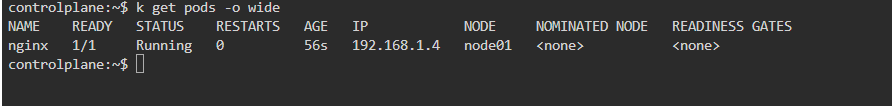 controlplane:~$ k get pods -o wide
NAME    READY   STATUS    RESTARTS   AGE   IP            NODE     NOMINATED NODE   READINESS GATES
nginx   1/1     Running   0          56s   192.168.1.4   node01   <none>           <none>
controlplane:~$